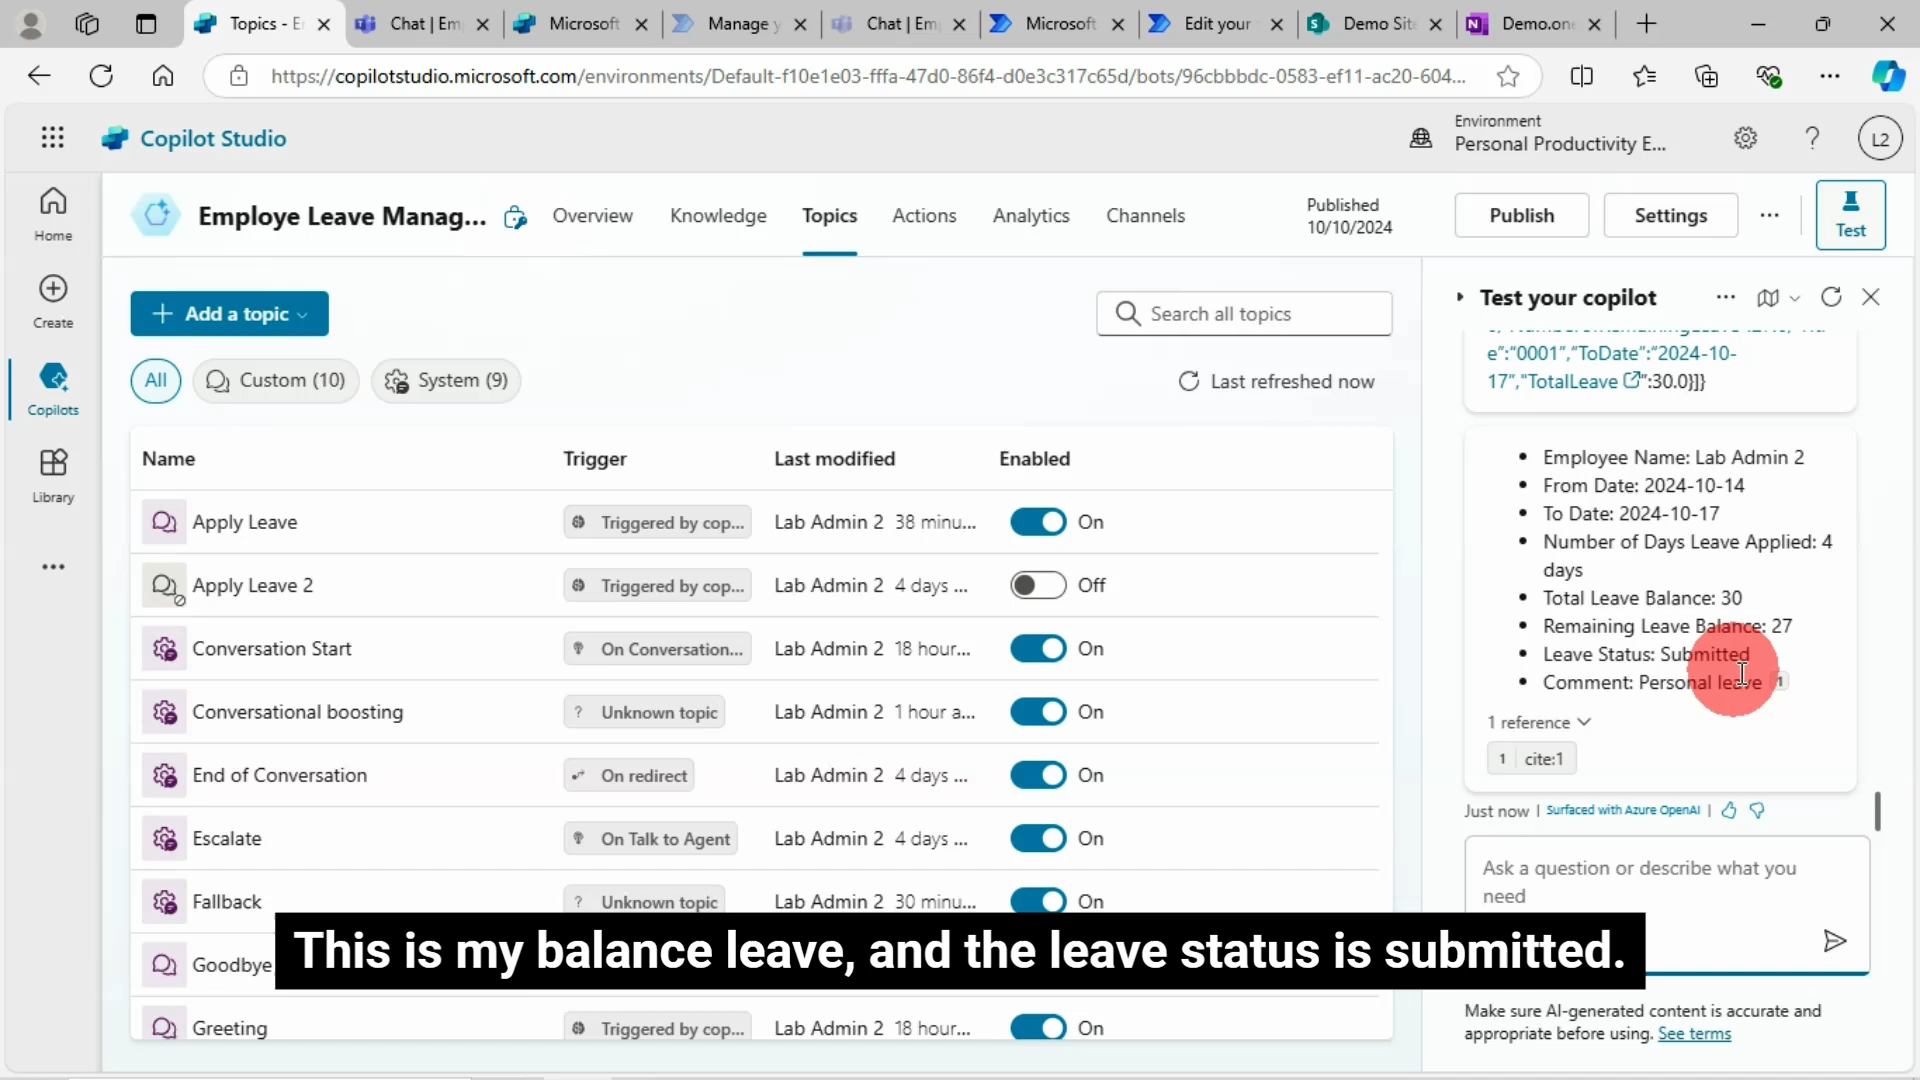 Topics - E
Chat | Em
Microsoft
Manage y
Chat | Em
Microsoft
Edit your
Demo Site
Demo.one
https://copilotstudio.microsoft.com/environments/Default-f10e1e03-fffa-47d0-86f4-d0e3c317c65d/bots/96cbbbdc-0583-ef11-ac20-604...
Copilot Studio
Environment
Personal Productivity E...
L2
Home
Create
Copilots
Library
Employe Leave Manag...
Overview
Knowledge
Topics
Actions
Analytics
Channels
Published
10/10/2024
Publish
Settings
Test
Add a topic
Search all topics
All
Custom (10)
System (9)
Last refreshed now
Name Trigger Last modified Enabled
Apply Leave Triggered by cop... Lab Admin 2 38 minu... On
Apply Leave 2 Triggered by cop... Lab Admin 2 4 days ... Off
Conversation Start On Conversation... Lab Admin 2 18 hour... On
Conversational boosting Unknown topic Lab Admin 2 1 hour a... On
End of Conversation On redirect Lab Admin 2 4 days ... On
Escalate On Talk to Agent Lab Admin 2 4 days ... On
Fallback Unknown topic Lab Admin 2 30 minu... On
Goodbye
Greeting Triggered by cop... Lab Admin 2 18 hour... On
Test your copilot
e":"0001","ToDate":"2024-10-
17","TotalLeave ":30.0}]}
• Employee Name: Lab Admin 2
• From Date: 2024-10-14
• To Date: 2024-10-17
• Number of Days Leave Applied: 4
days
• Total Leave Balance: 30
• Remaining Leave Balance: 27
• Leave Status: Submitted
• Comment: Personal leave 1
1 reference
1 cite:1
Just now | Surfaced with Azure OpenAI |
Ask a question or describe what you
need
Make sure AI-generated content is accurate and
appropriate before using. See terms
This is my balance leave, and the leave status is submitted.